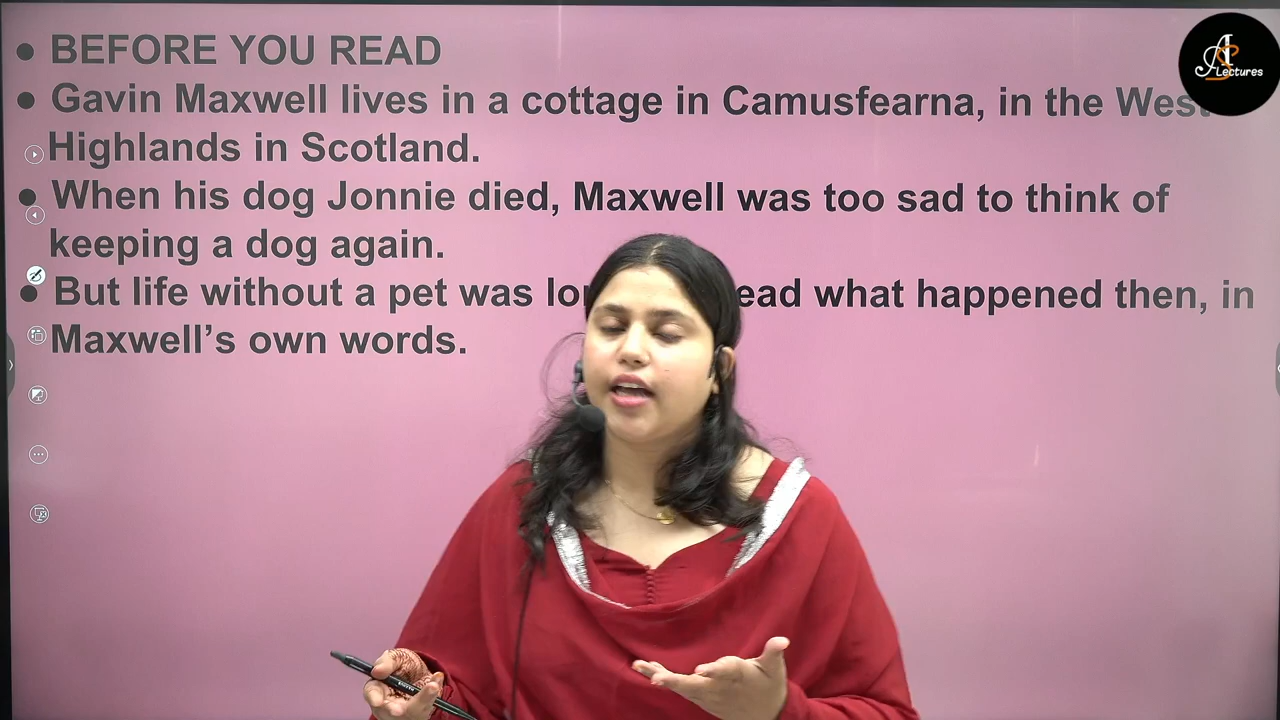 • BEFORE YOU READ
• Gavin Maxwell lives in a cottage in Camusfearna, in the West
Highlands in Scotland.
• When his dog Jonnie died, Maxwell was too sad to think of
keeping a dog again.
• But life without a pet was what happened then, in
Maxwell's own words.
Lectures